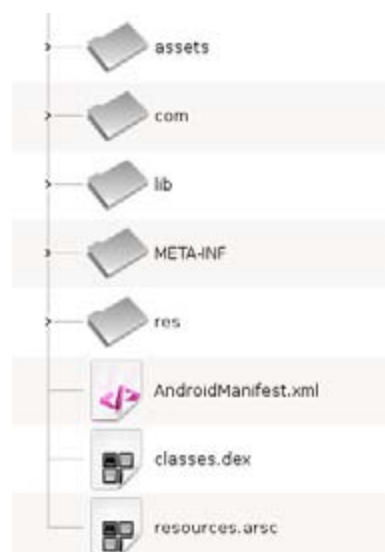 assets
com
lib
META-INF
res
AndroidManifest.xml
classes.dex
resources.arsc